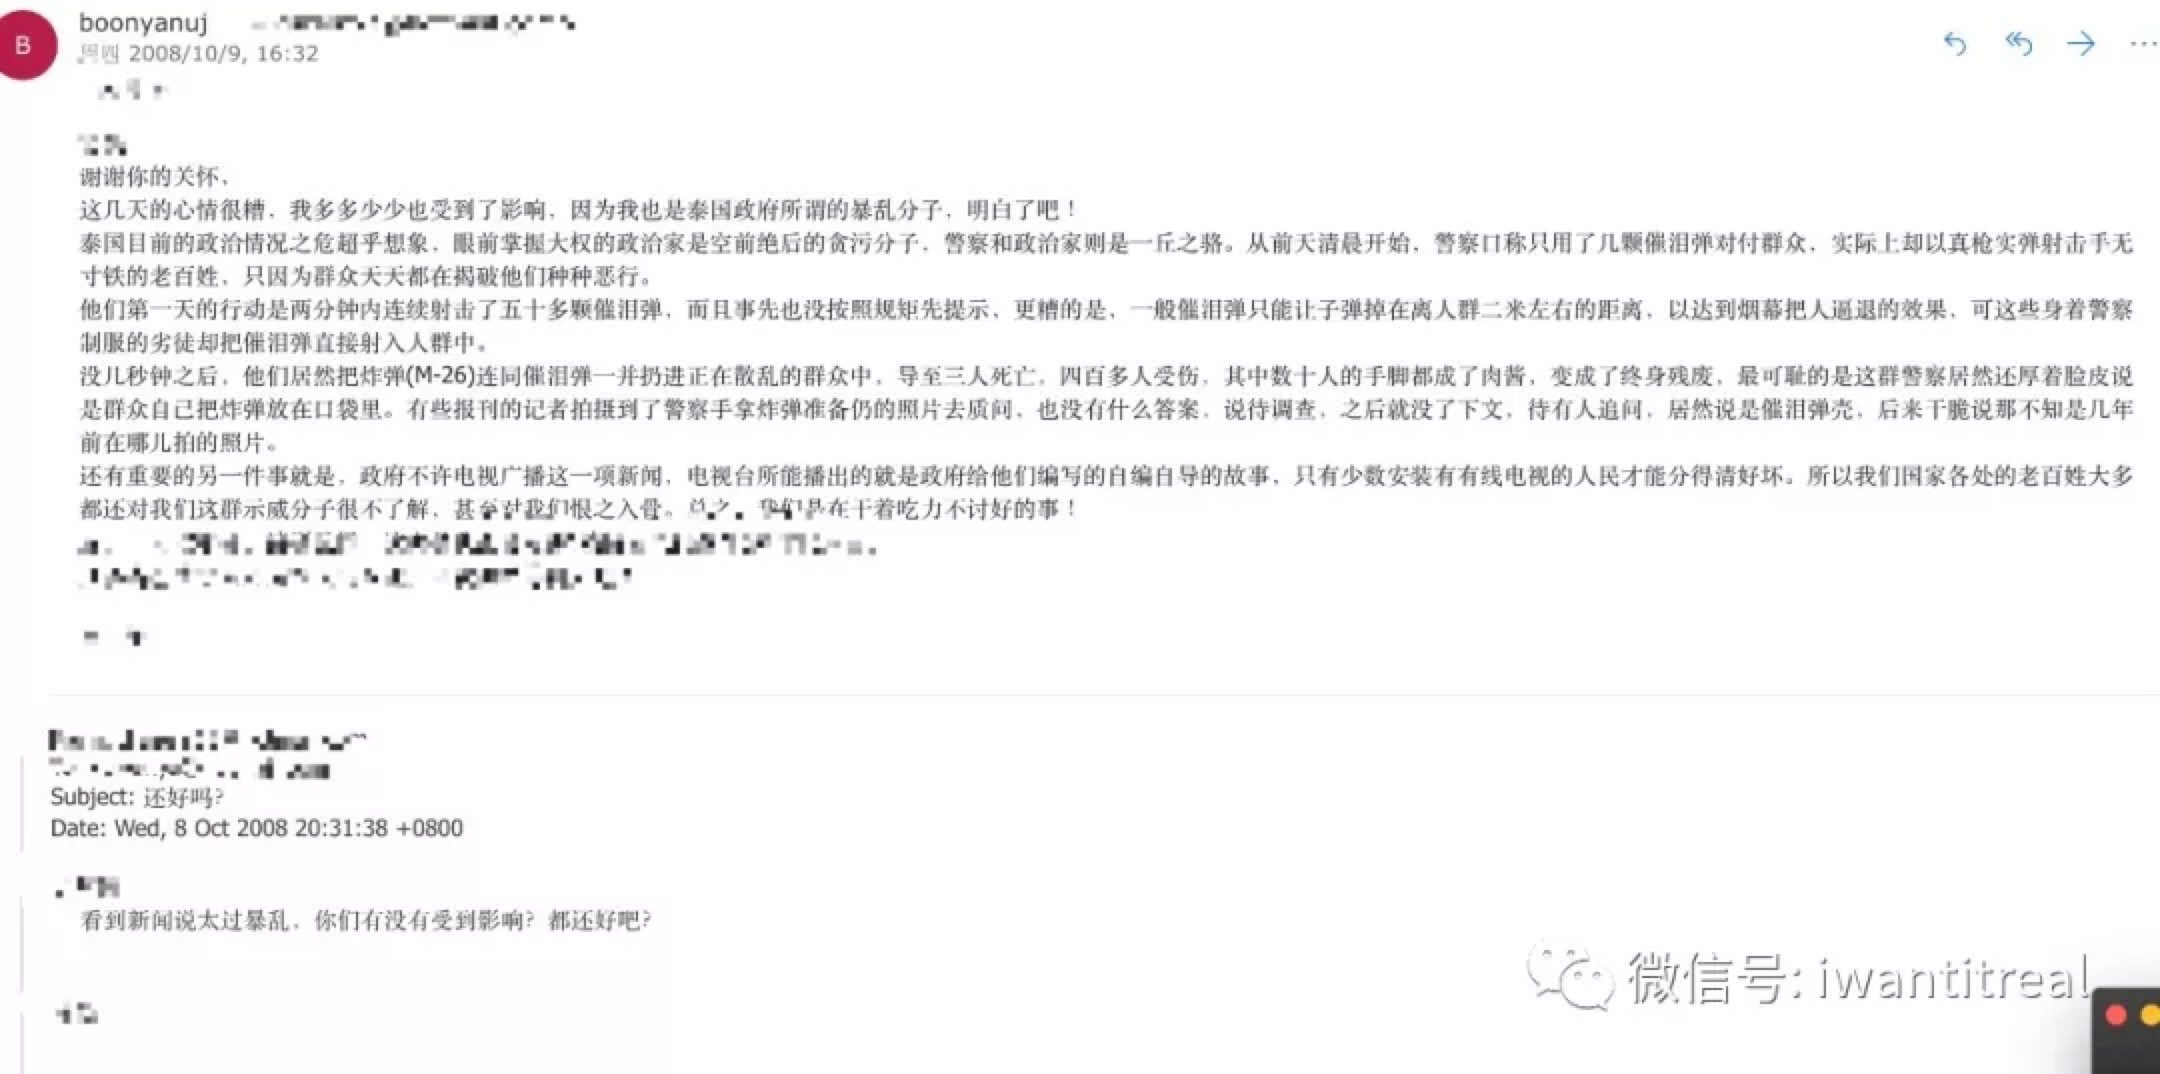 B
boonyanuj
周四 2008/10/9, 16:32
谢谢你的关怀，
这几天的心情很糟，我多多少少也受到了影响，因为我也是泰国政府所谓的暴乱分子，明白了吧！
泰国目前的政治情况之危超乎想象，眼前掌握大权的政治家是空前绝后的贪污分子，警察和政治家则是一丘之骆。从前天清晨开始，警察口称只用了几颗催泪弹对付群众，实际上却以真枪实弹射击手无
寸铁的老百姓，只因为群众天天都在揭破他们种种恶行。
他们第一天的行动是两分钟内连续射击了五十多颗催泪弹，而且事先也没按照规矩先提示，更糟的是，一般催泪弹只能让子弹掉在离人群二米左右的距离，以达到烟幕把人逼退的效果，可这些身着警察
制服的劣徒却把催泪弹直接射入人群中。
没几秒钟之后，他们居然把炸弹(M-26)连同催泪弹一并扔进正在散乱的群众中，导至三人死亡，四百多人受伤，其中数十人的手脚都成了肉酱，变成了终身残废，最可耻的是这群警察居然还厚着脸皮说
是群众自己把炸弹放在口袋里。有些报刊的记者拍摄到了警察手拿炸弹准备仍的照片去质问，也没有什么答案，说待调查，之后就没了下文，待有人追问，居然说是催泪弹壳，后来干脆说那不知是几年
前在哪儿拍的照片。
还有重要的另一件事就是，政府不许电视广播这一项新闻，电视台所能播出的就是政府给他们编写的自编自导的故事，只有少数安装有有线电视的人民才能分得清好坏。所以我们国家各处的老百姓大多
都还对我们这群示威分子很不了解，甚至对我们恨之入骨。总之，我们是在干着吃力不讨好的事！
Subject: 还好吗?
Date: Wed, 8 Oct 2008 20:31:38 +0800
看到新闻说太过暴乱，你们有没有受到影响？都还好吧？
微信号: iwantitreal